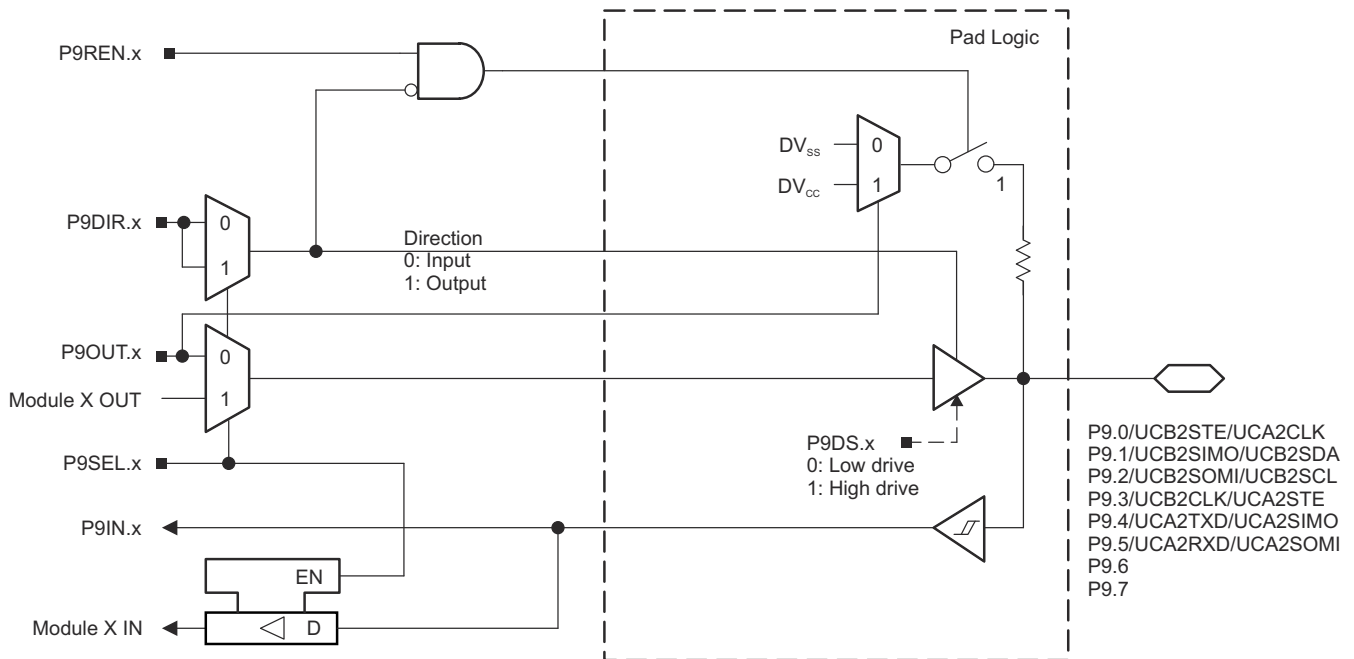 Pad Logic
P9REN.x
DVSS
0
DVCC
1
1
P9DIR.x
0
1
Direction
0: Input
1: Output
P9OUT.x
0
Module X OUT
1
P9DS.x
0: Low drive
1: High drive
P9SEL.x
P9IN.x
EN
Module X IN
D
P9.0/UCB2STE/UCA2CLK
P9.1/UCB2SIMO/UCB2SDA
P9.2/UCB2SOMI/UCB2SCL
P9.3/UCB2CLK/UCA2STE
P9.4/UCA2TXD/UCA2SIMO
P9.5/UCA2RXD/UCA2SOMI
P9.6
P9.7